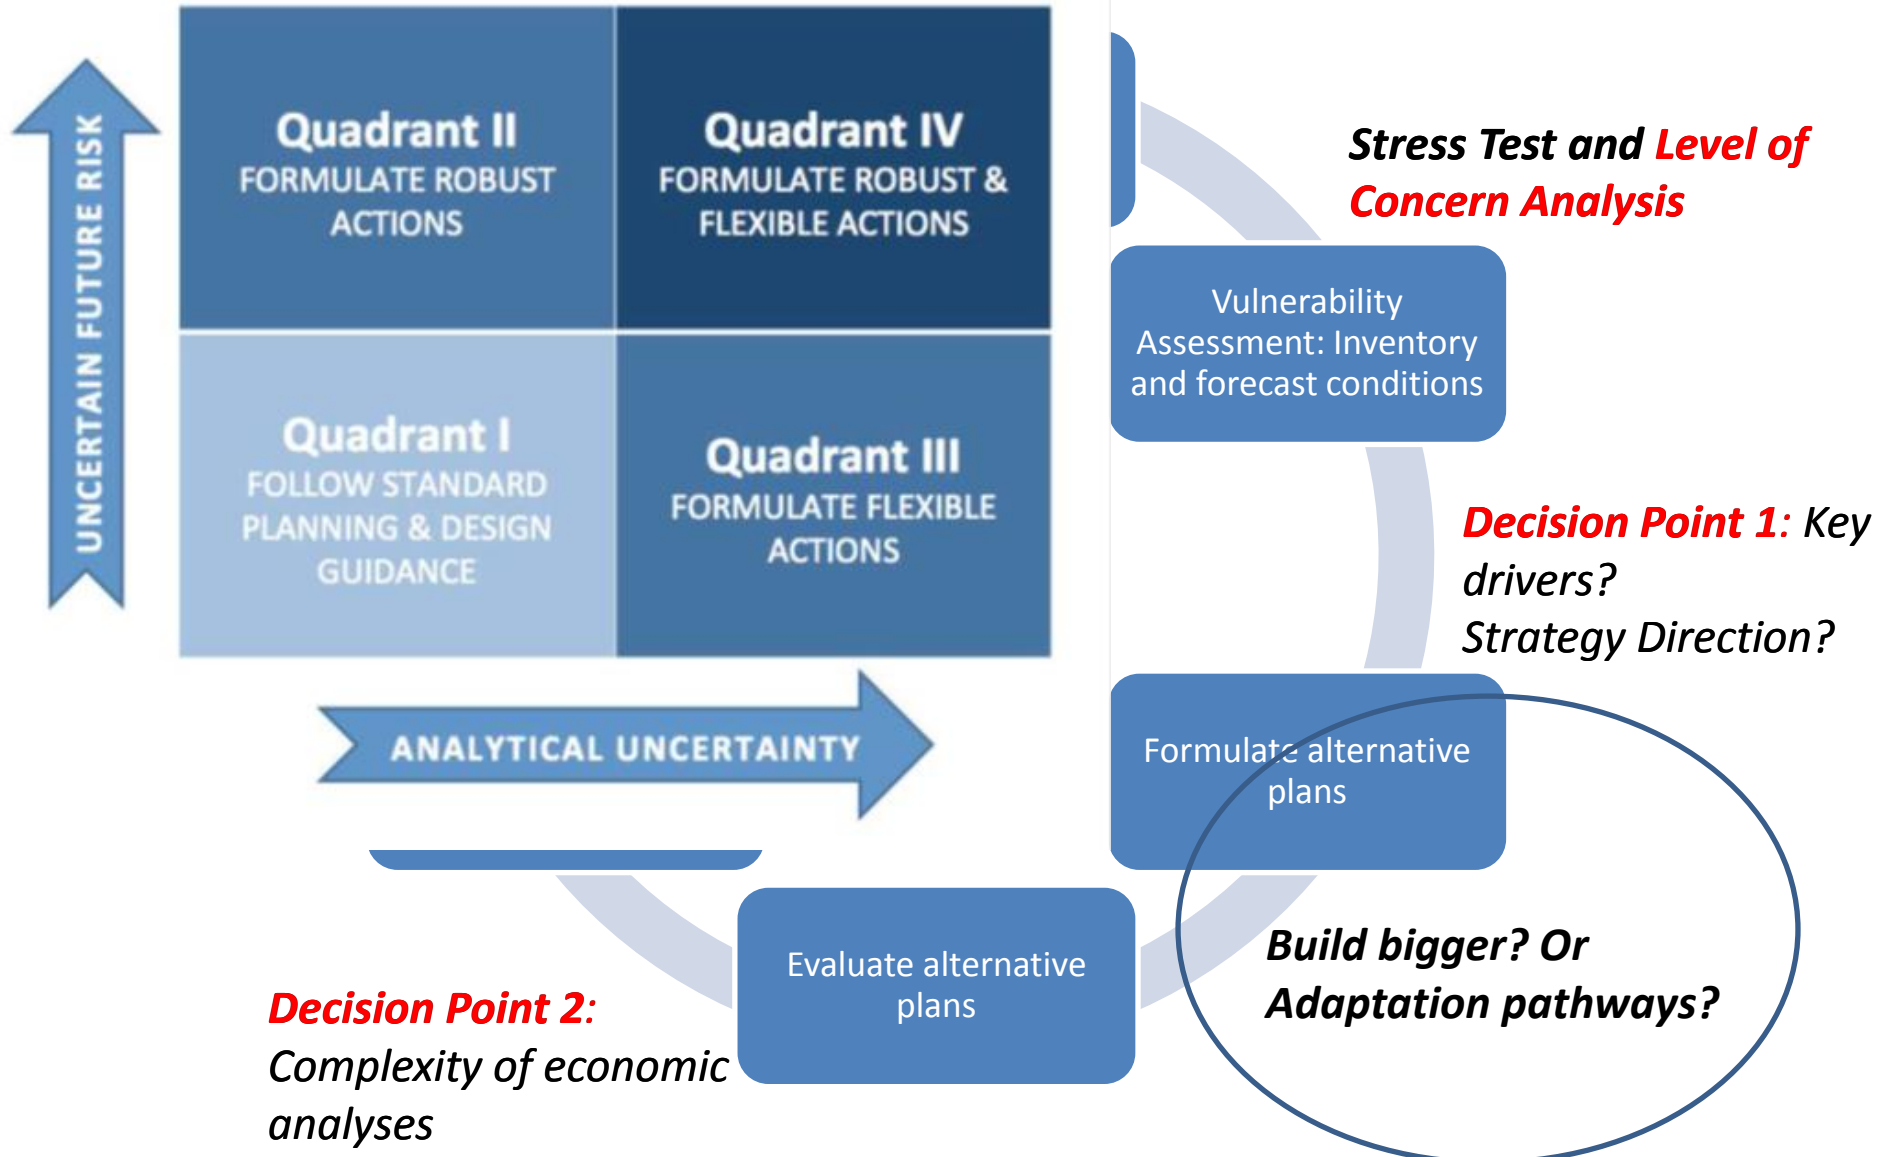 UNCERTAIN FUTURE RISK
Quadrant II
FORMULATE ROBUST
ACTIONS
Quadrant IV
FORMULATE ROBUST &
FLEXIBLE ACTIONS
Quadrant I
FOLLOW STANDARD
PLANNING & DESIGN
GUIDANCE
Quadrant III
FORMULATE FLEXIBLE
ACTIONS
ANALYTICAL UNCERTAINTY
Stress Test and Level of
Concern Analysis
Vulnerability
Assessment: Inventory
and forecast conditions
Decision Point 1: Key
drivers?
Strategy Direction?
Formulate alternative
plans
Build bigger? Or
Adaptation pathways?
Evaluate alternative
plans
Decision Point 2:
Complexity of economic
analyses